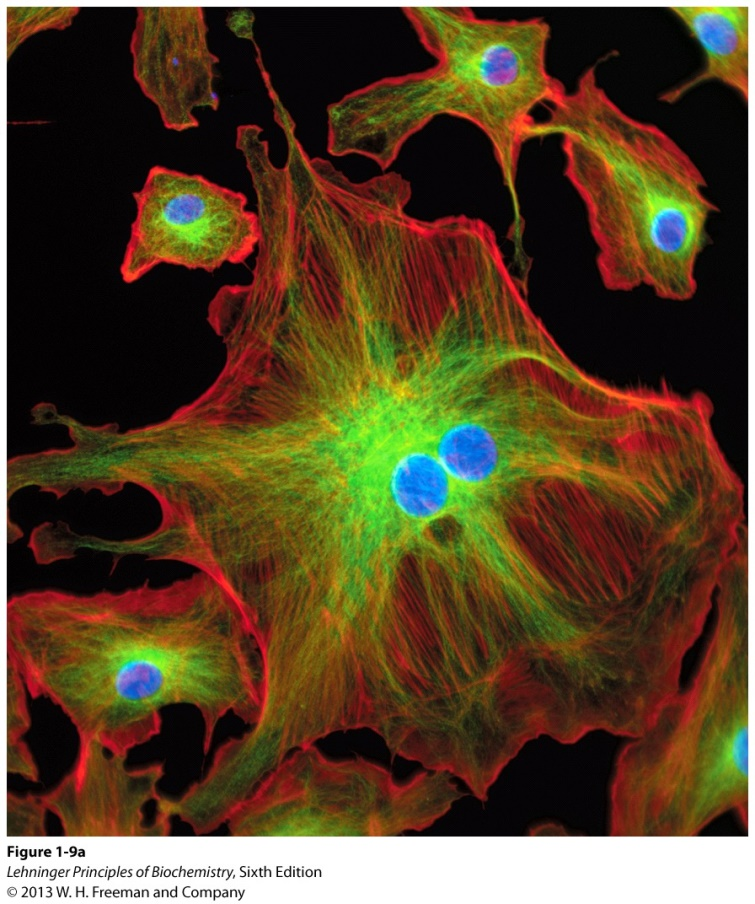 Figure 1-9a
Lehninger Principles of Biochemistry, Sixth Edition
© 2013 W. H. Freeman and Company